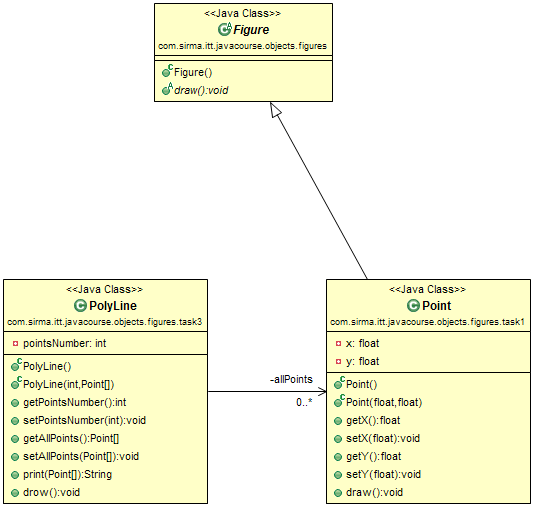 <<Java Class>>
Figure
com.sirma.itt.javacourse.objects.figures
Figure()
draw():void
<<Java Class>>
PolyLine
com.sirma.itt.javacourse.objects.figures.task3
pointsNumber: int
PolyLine()
PolyLine(int,Point[])
getPointsNumber():int
setPointsNumber(int):void
getAllPoints():Point[]
setAllPoints(Point[]):void
print(Point[]):String
drow():void
-allPoints
0..*
<<Java Class>>
Point
com.sirma.itt.javacourse.objects.figures.task1
x: float
y: float
Point()
Point(float,float)
getX():float
setX(float):void
getY():float
setY(float):void
draw():void